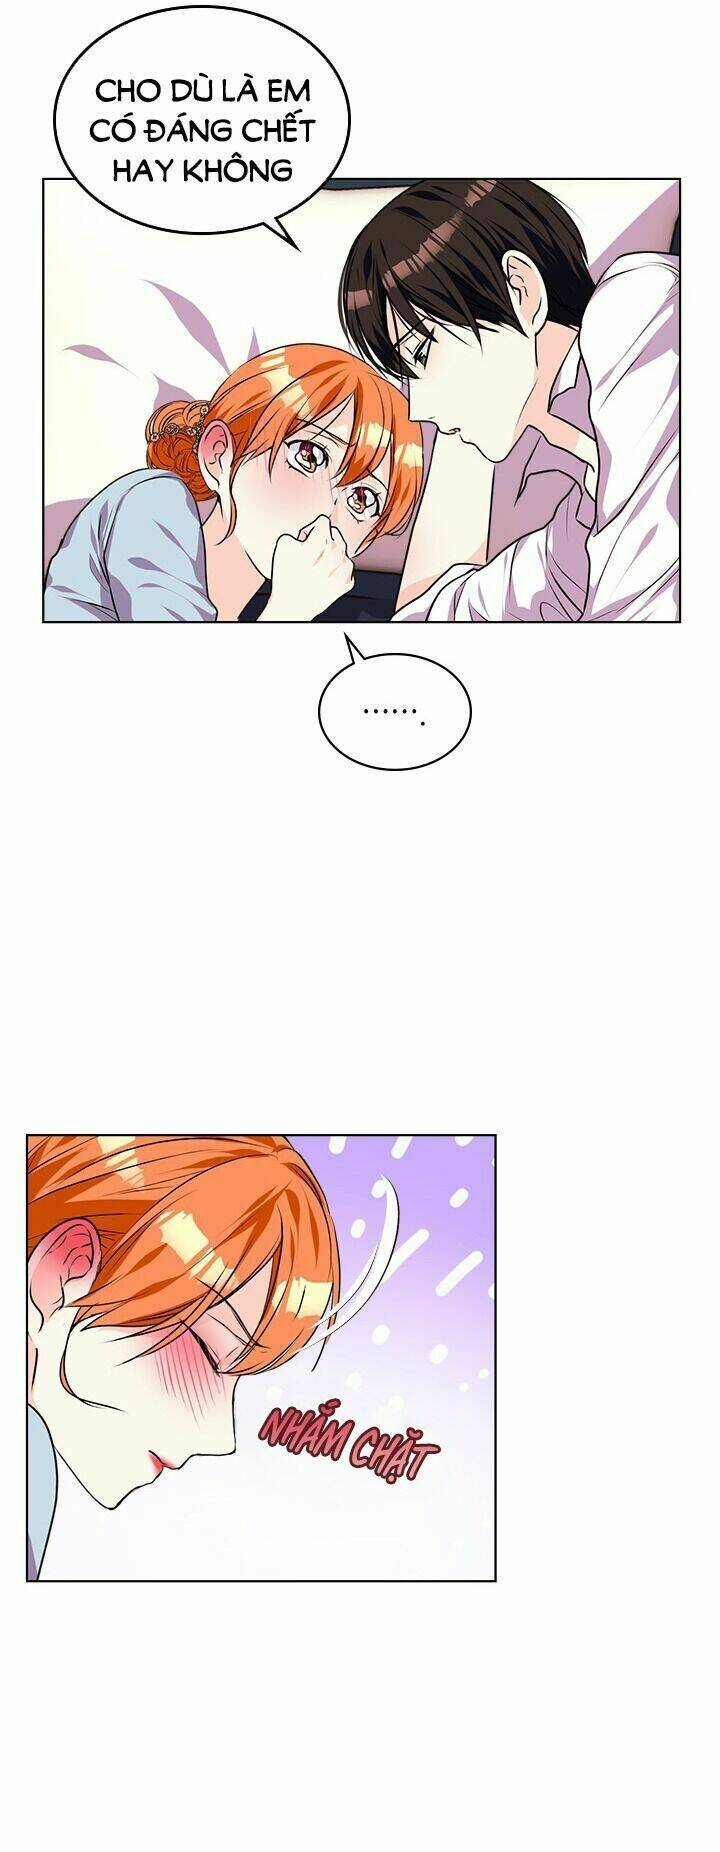 CHO DÙ LÀ EM
CÓ ĐÁNG CHẾT
HAY KHÔNG
.......
NHẮM CHẶT